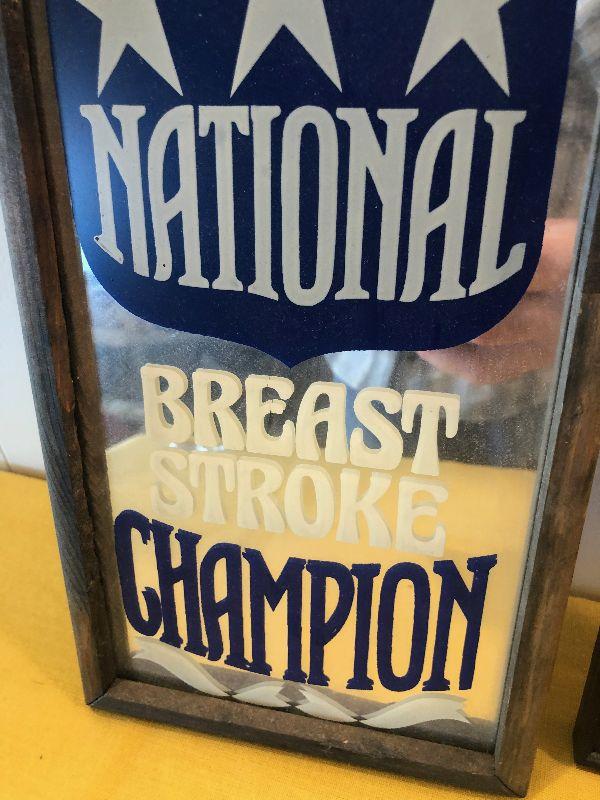 NATIONAL
BREAST
STROKE
CHAMPION